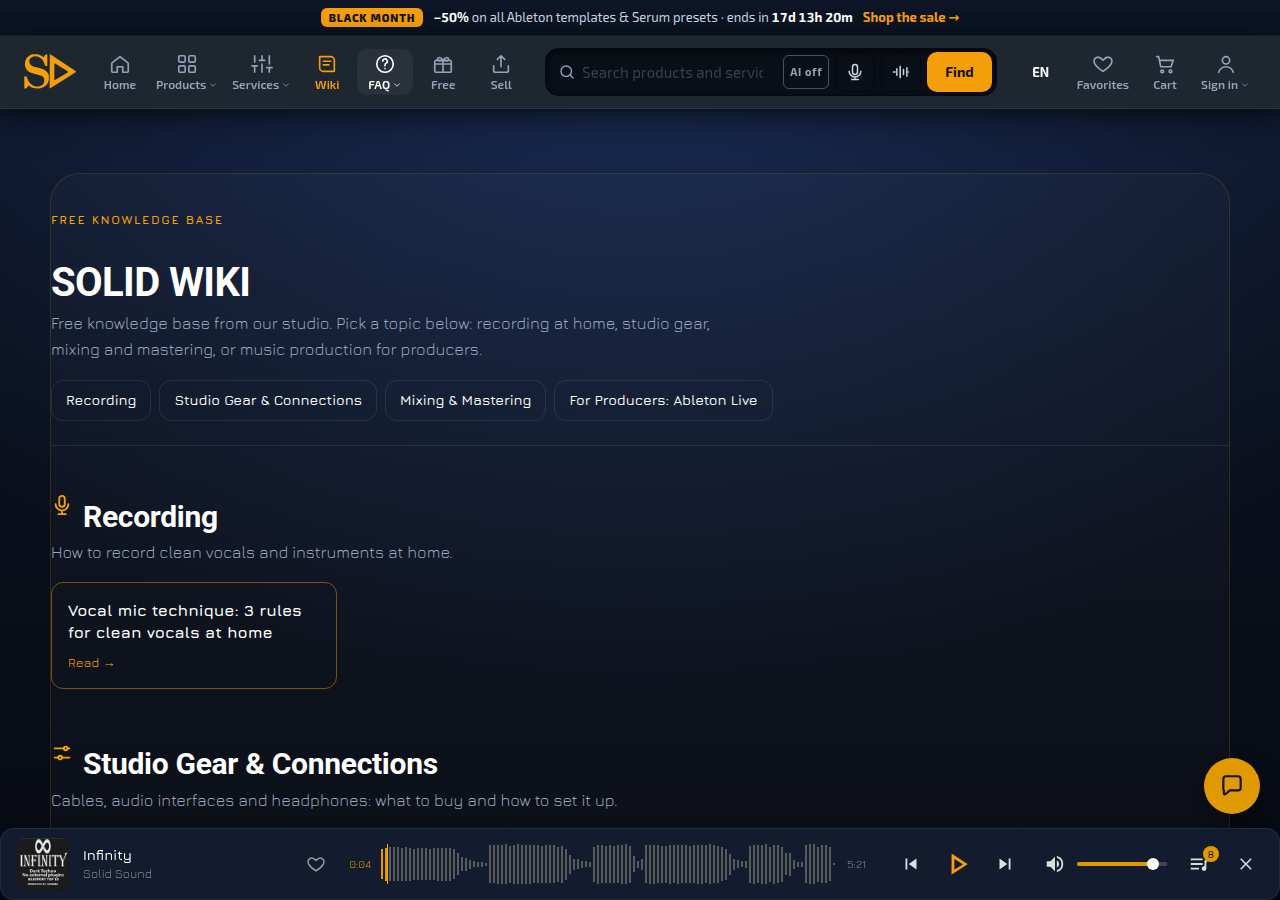 BLACK MONTH −50% on all Ableton templates & Serum presets · ends in 17d 13h 20m Shop the sale →
Home Products Services Wiki FAQ Free Sell Search products and servic AI off Find EN Favorites Cart Sign in
FREE KNOWLEDGE BASE
SOLID WIKI
Free knowledge base from our studio. Pick a topic below: recording at home, studio gear,
mixing and mastering, or music production for producers.
Recording Studio Gear & Connections Mixing & Mastering For Producers: Ableton Live
Recording
How to record clean vocals and instruments at home.
Vocal mic technique: 3 rules
for clean vocals at home
Read →
Studio Gear & Connections
Cables, audio interfaces and headphones: what to buy and how to set it up.
INFINITY
Infinity
Solid Sound
0:04 5:21
8